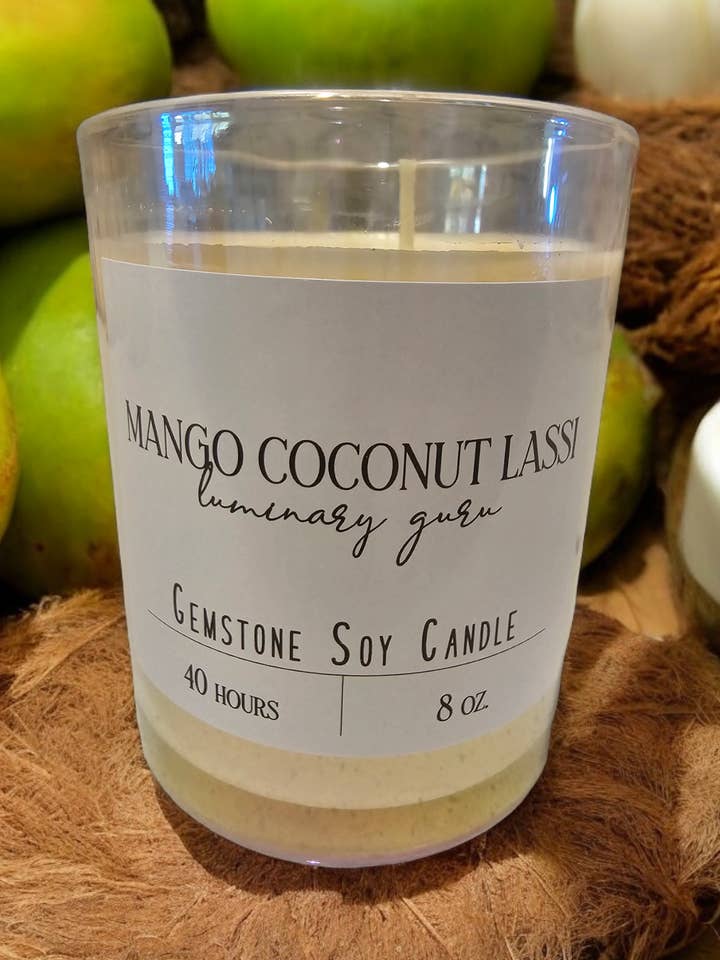 MANGO COCONUT LASSI
luminary guru
GEMSTONE SOY CANDLE
40 HOURS
8 OZ.